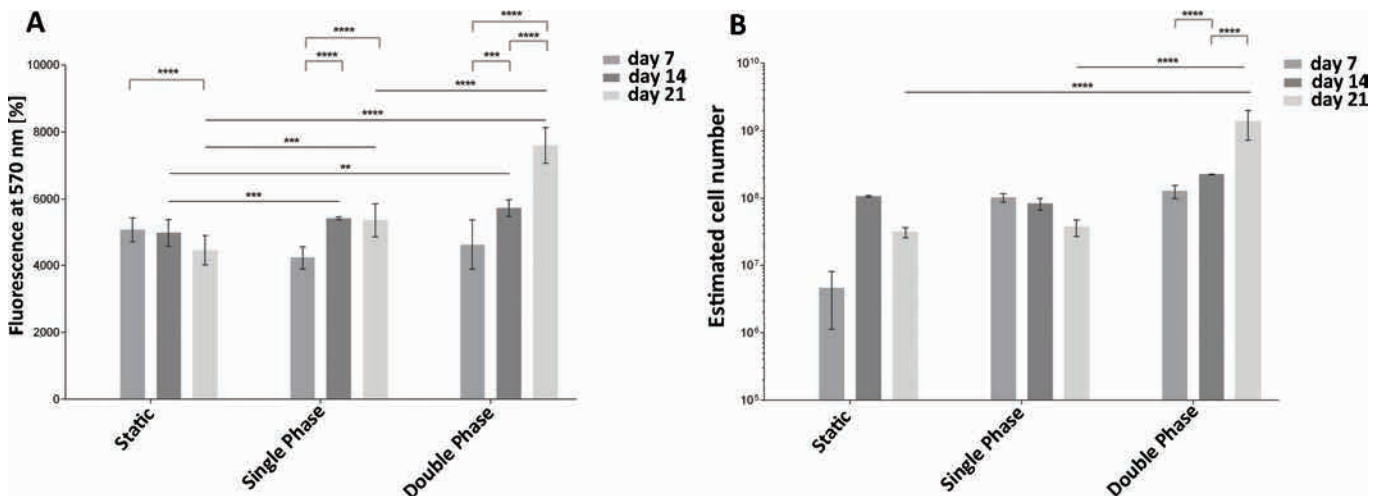 A
****
****
****
****
****
***
day 7
day 14
day 21
****
****
****
***
**
***
Fluorescence at 570 nm [%]
10000
8000
6000
4000
2000
0
Static
Single Phase
Double Phase
B
****
****
day 7
day 14
day 21
****
****
Estimated cell number
10¹⁰
10⁹
10⁸
10⁷
10⁶
10⁵
Static
Single Phase
Double Phase